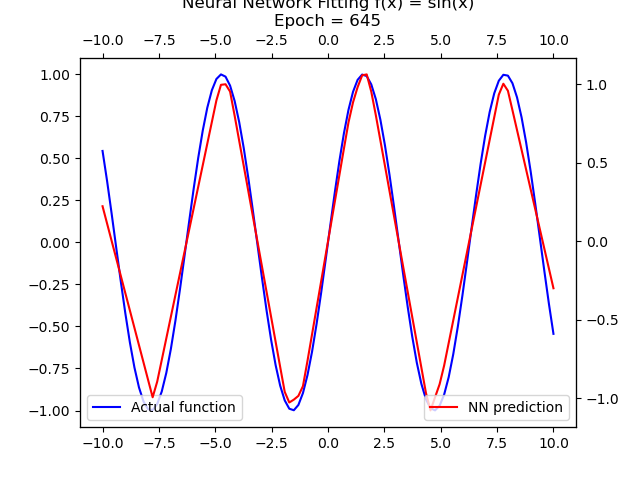 Neural Network Fitting f(x) = sin(x)
Epoch = 645
−10.0 −7.5 −5.0 −2.5 0.0 2.5 5.0 7.5 10.0
1.00
0.75
0.50
0.25
0.00
−0.25
−0.50
−0.75
−1.00
1.0
0.5
0.0
−0.5
−1.0
Actual function
NN prediction
−10.0 −7.5 −5.0 −2.5 0.0 2.5 5.0 7.5 10.0